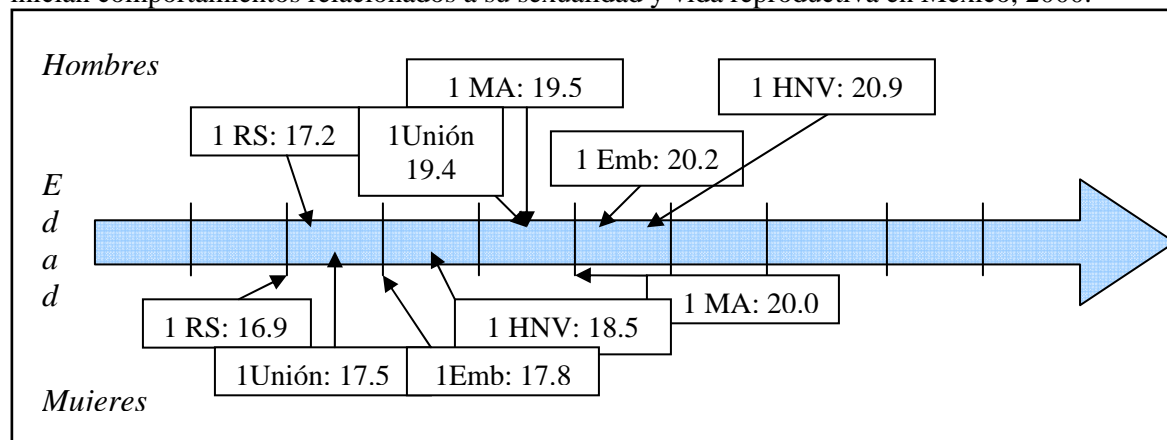 inician comportamientos relacionados a su sexualidad y vida reproductiva en México, 2000.
Hombres
1 MA: 19.5
1 HNV: 20.9
1 RS: 17.2
1Unión
19.4
1 Emb: 20.2
E
d
a
d
1 RS: 16.9
1 HNV: 18.5
1 MA: 20.0
1Unión: 17.5
1Emb: 17.8
Mujeres